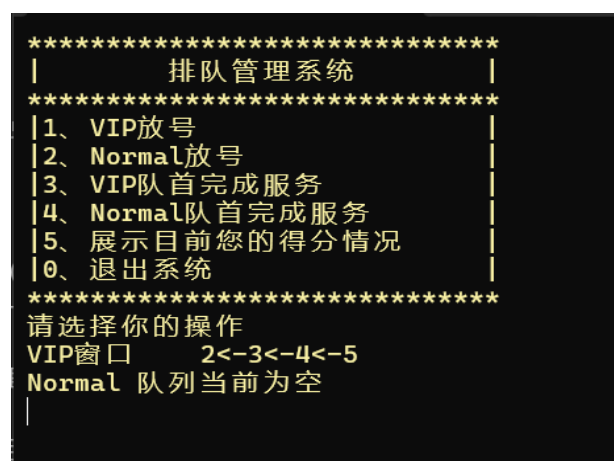 ******************************
| 排队管理系统 |
******************************
|1、VIP放号 |
|2、Normal放号 |
|3、VIP队首完成服务 |
|4、Normal队首完成服务 |
|5、展示目前您的得分情况 |
|0、退出系统 |
******************************
请选择你的操作
VIP窗口 2<-3<-4<-5
Normal 队列当前为空